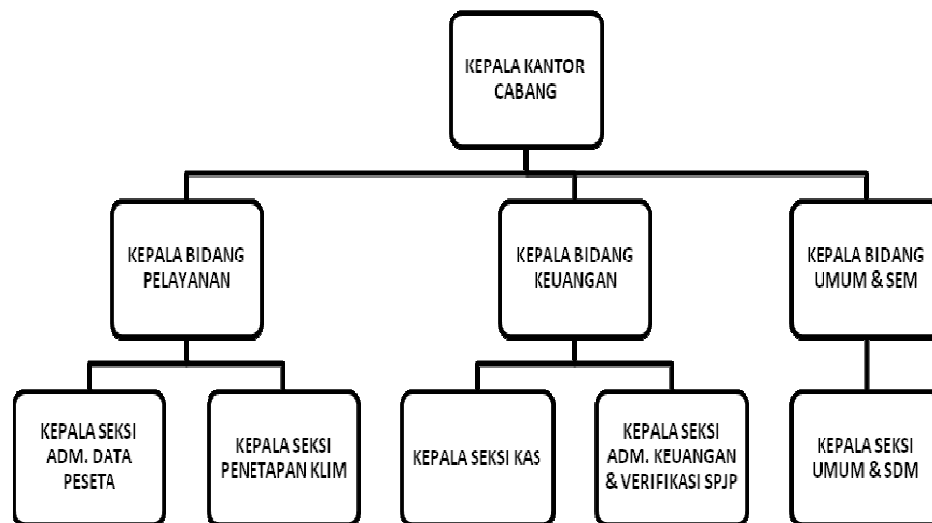 KEPALA KANTOR
CABANG
KEPALA BIDANG
PELAYANAN
KEPALA BIDANG
KEUANGAN
KEPALA BIDANG
UMUM & SEM
KEPALA SEKSI
ADM. DATA
PESETA
KEPALA SEKSI
PENETAPAN KLIM
KEPALA SEKSI KAS
KEPALA SEKSI
ADM. KEUANGAN
& VERIFIKASI SPJP
KEPALA SEKSI
UMUM & SDM